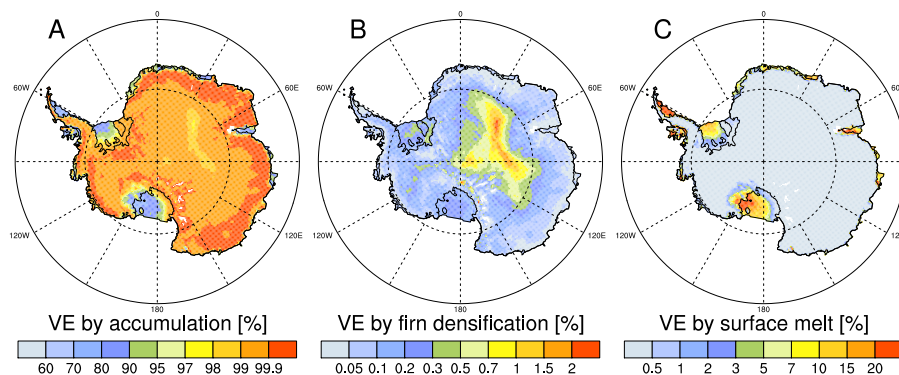 A B C
0 0 0
60W 60E 60W 60E 60W
120W 120E 120W 120E 120W
180 180 180
VE by accumulation [%] VE by firn densification [%] VE by surface melt [%]
60 70 80 90 95 97 98 99 99.9 0.05 0.1 0.2 0.3 0.5 0.7 1 1.5 2 0.5 1 2 3 5 7 10 15 20